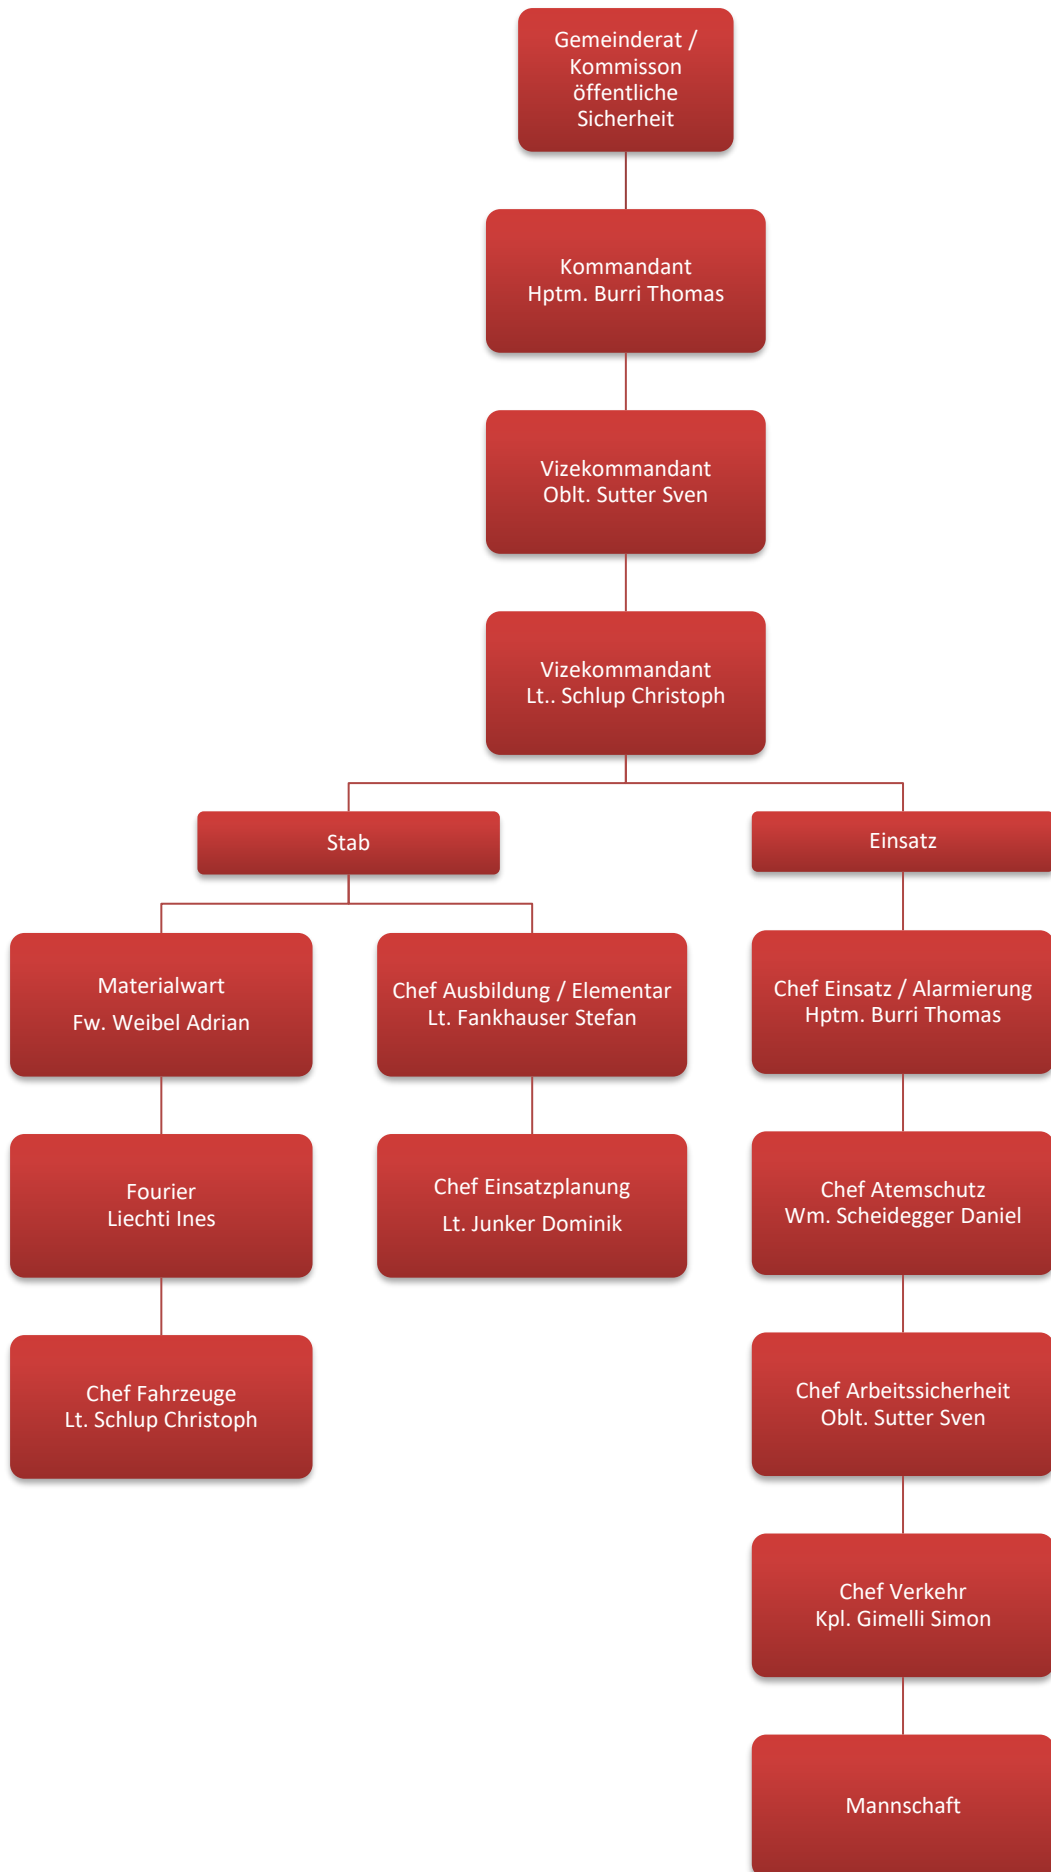 Gemeinderat /
Kommisson
öffentliche
Sicherheit
Kommandant
Hptm. Burri Thomas
Vizekommandant
Oblt. Sutter Sven
Vizekommandant
Lt.. Schlup Christoph
Stab
Einsatz
Materialwart
Fw. Weibel Adrian
Chef Ausbildung / Elementar
Lt. Fankhauser Stefan
Chef Einsatz / Alarmierung
Hptm. Burri Thomas
Fourier
Liechti Ines
Chef Einsatzplanung
Lt. Junker Dominik
Chef Atemschutz
Wm. Scheidegger Daniel
Chef Fahrzeuge
Lt. Schlup Christoph
Chef Arbeitssicherheit
Oblt. Sutter Sven
Chef Verkehr
Kpl. Gimelli Simon
Mannschaft